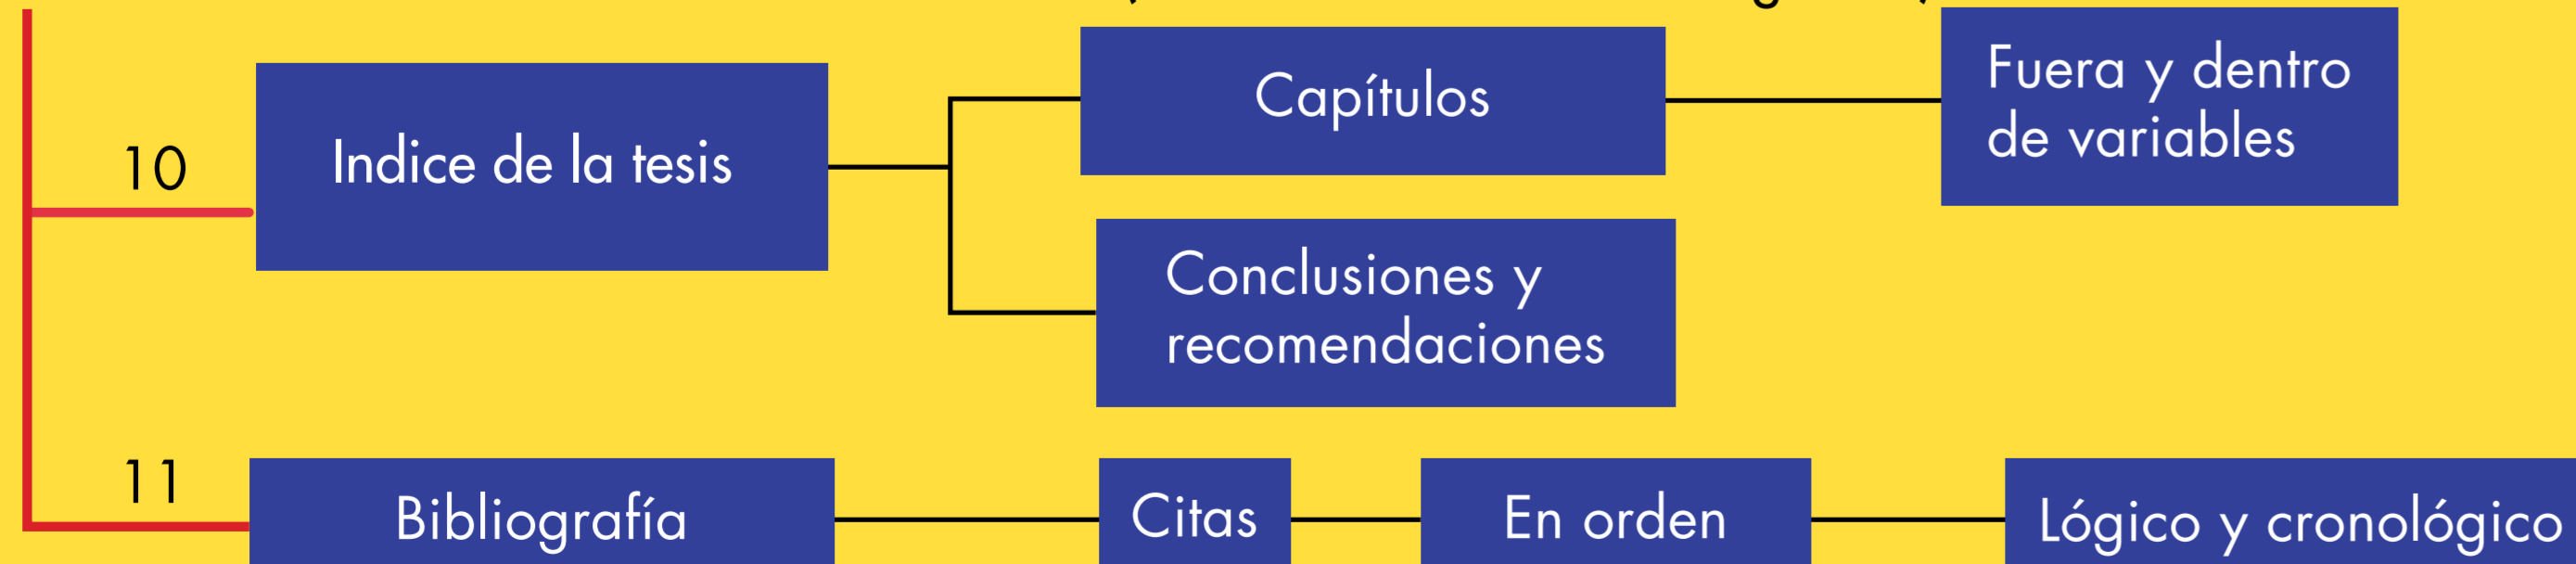 10
Indice de la tesis
Capítulos
Fuera y dentro
de variables
Conclusiones y
recomendaciones
11
Bibliografía
Citas
En orden
Lógico y cronológico